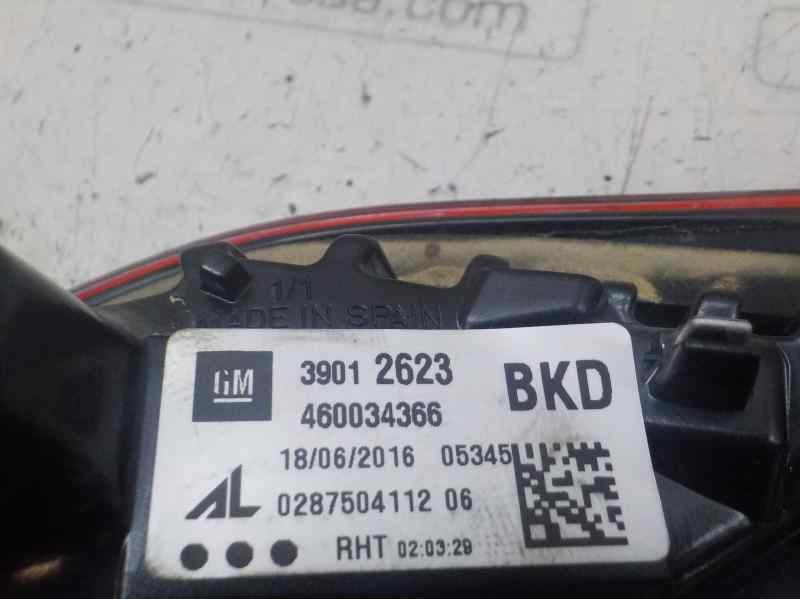 .com
1/1
MADE IN SPAIN
GM 3901 2623 BKD
460034366
18/06/2016 05345
AL 0287504112 06
RHT 02:03:29